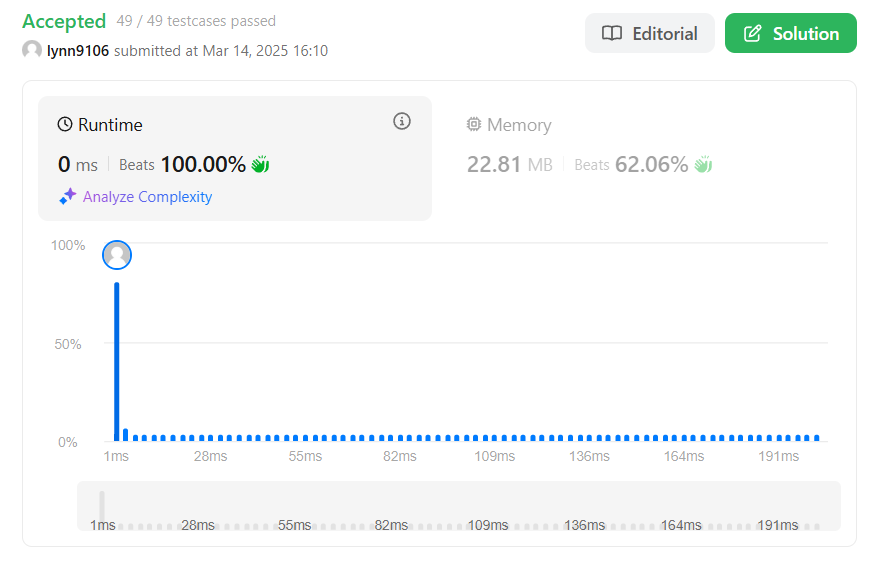 Accepted 49 / 49 testcases passed
lynn9106 submitted at Mar 14, 2025 16:10
Editorial
Solution
Runtime
0 ms Beats 100.00%
Analyze Complexity
Memory
22.81 MB Beats 62.06%
100%
50%
0%
1ms 28ms 55ms 82ms 109ms 136ms 164ms 191ms
1ms 28ms 55ms 82ms 109ms 136ms 164ms 191ms